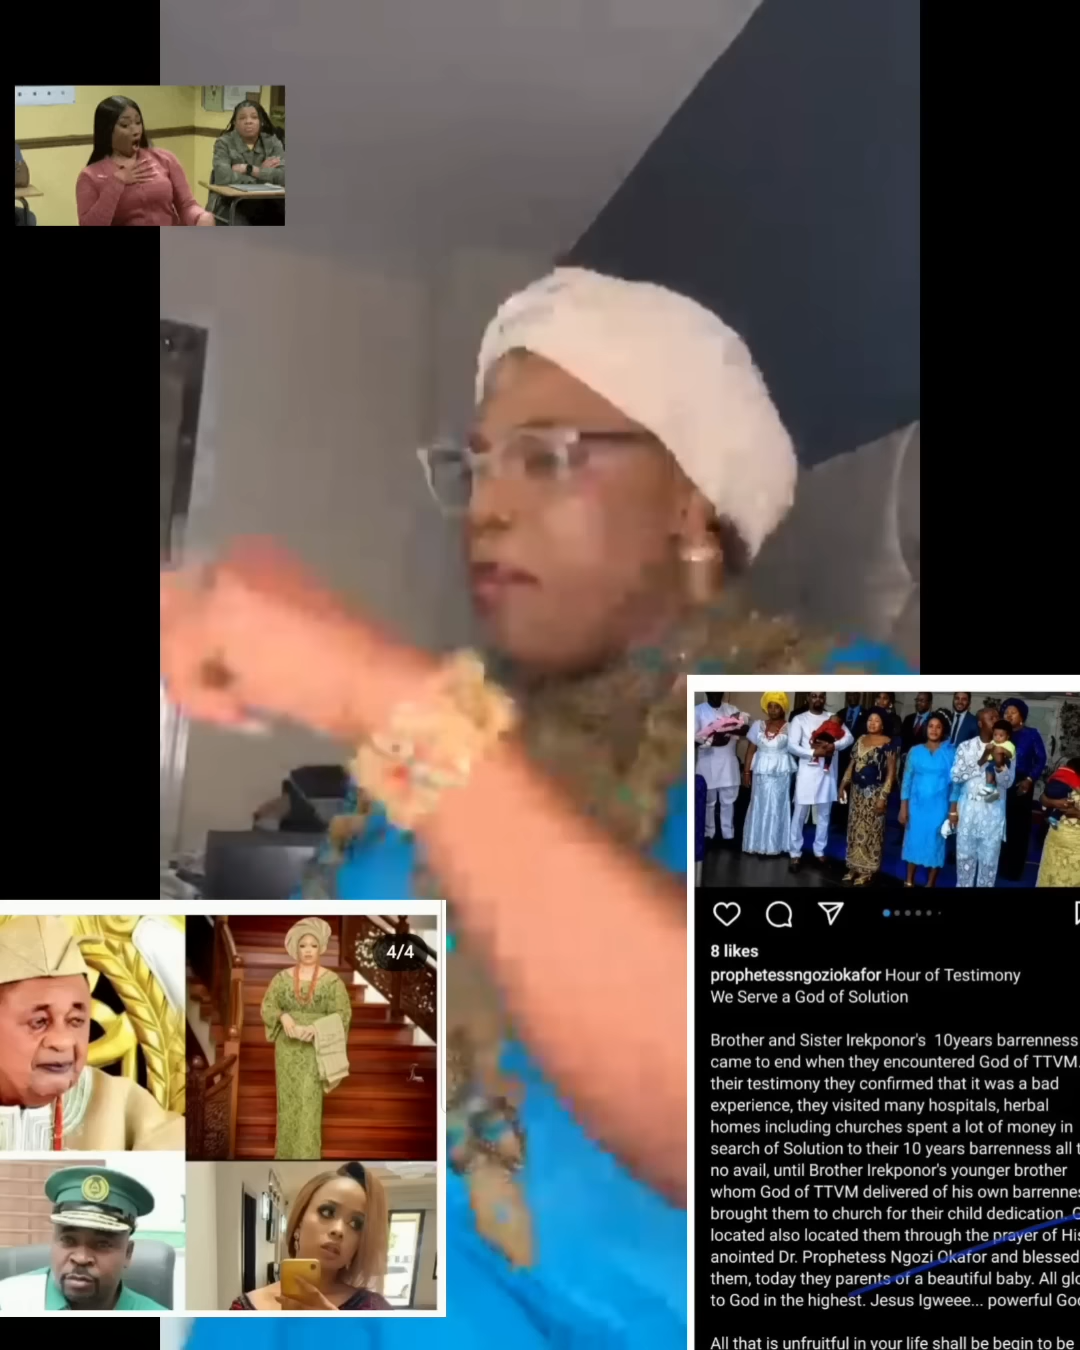 4/4
8 likes
prophetessngoziokafor Hour of Testimony
We Serve a God of Solution
Brother and Sister Irekponor's 10years barrenness
came to end when they encountered God of TTVM.
their testimony they confirmed that it was a bad
experience, they visited many hospitals, herbal
homes including churches spent a lot of money in
search of Solution to their 10 years barrenness all
no avail, until Brother Irekponor's younger brother
whom God of TTVM delivered of his own
brought them to church for their child dedication.
located also located them through the prayer of
anointed Dr. Prophetess Ngozi Okafor and blessed
them, today they parents of a beautiful baby. All
to God in the highest. Jesus Igweee... powerful
All that is unfruitful in your life shall be begin to be